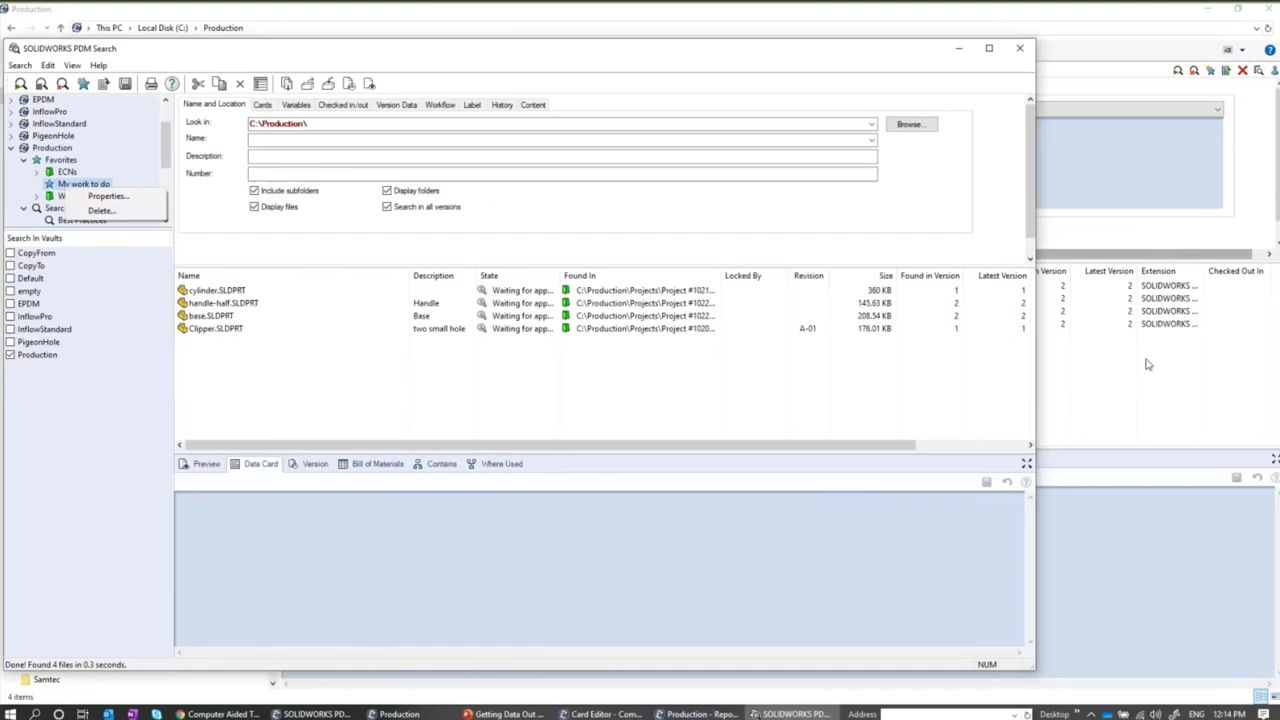 Production
This PC › Local Disk (C:) › Production
SOLIDWORKS PDM Search
Search Edit View Help
EPDM
InflowPro
InflowStandard
PigeonHole
Production
Favorites
ECNs
My work to do
Properties...
Delete...
Best Practices
Name and Location Cards Variables Checked in/out Version Data Workflow Label History Content
Look in: C:\Production\ Browse...
Name:
Description:
Number:
Include subfolders Display folders
Display files Search in all versions
Search In Vaults
CopyFrom
CopyTo
Default
empty
EPDM
InflowPro
InflowStandard
PigeonHole
Production
Name Description State Found In Locked By Revision Size Found in Version Latest Version
cylinder.SLDPRT Waiting for app... C:\Production\Projects\Project #1021... 360 KB 1 1
handle-half.SLDPRT Handle Waiting for app... C:\Production\Projects\Project #1022... 145.63 KB 2 2
base.SLDPRT Base Waiting for app... C:\Production\Projects\Project #1022... 208.54 KB 2 2
Clipper.SLDPRT two small hole Waiting for app... C:\Production\Projects\Project #1020... A-01 176.01 KB 1 1
Version Latest Version Extension Checked Out In
2 2 SOLIDWORKS ...
2 2 SOLIDWORKS ...
2 2 SOLIDWORKS ...
2 2 SOLIDWORKS ...
Preview Data Card Version Bill of Materials Contains Where Used
Done! Found 4 files in 0.3 seconds. NUM
Samtec
4 items
Computer Aided T... SOLIDWORKS PD... Production Getting Data Out ... Card Editor - Com... Production - Repo... SOLIDWORKS PD... Address Desktop » ENG 12:14 PM